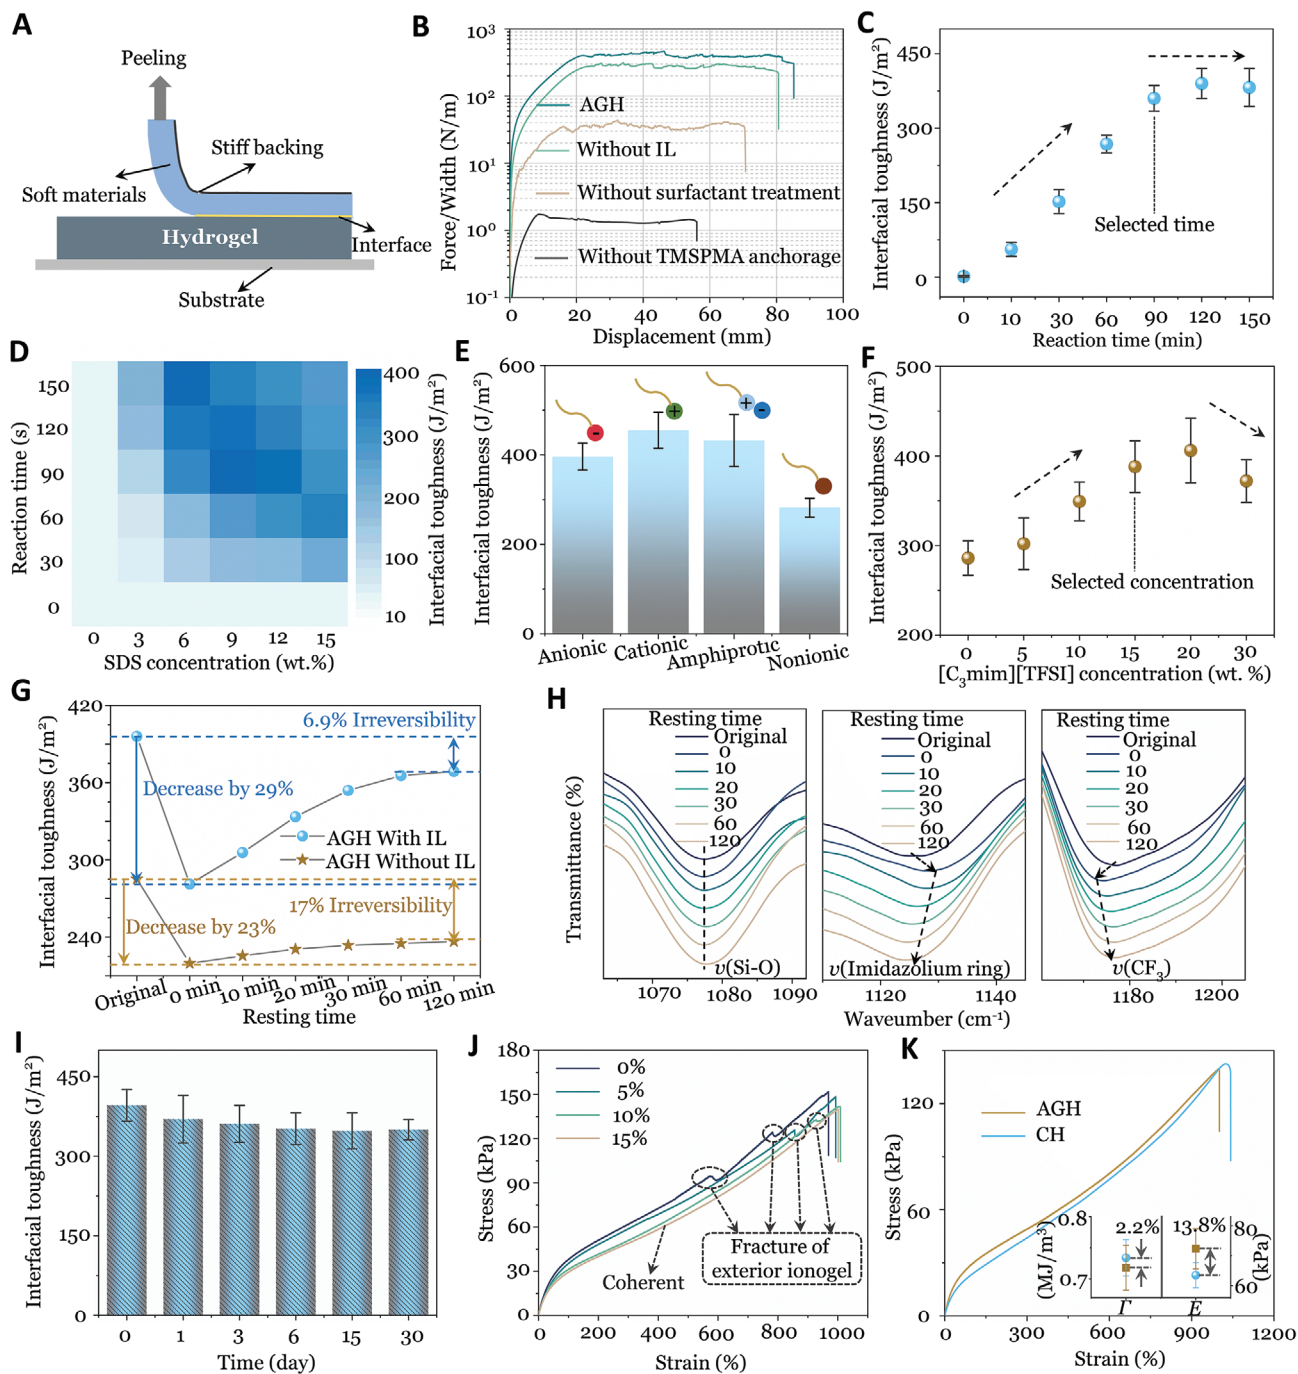 A
Peeling
Stiff backing
Soft materials
Hydrogel
Interface
Substrate
B
Force/Width (N/m)
10³
10²
10¹
10⁰
10⁻¹
AGH
Without IL
Without surfactant treatment
Without TMSPMA anchorage
0 20 40 60 80 100
Displacement (mm)
C
Interfacial toughness (J/m²)
450
300
150
0
Selected time
0 10 30 60 90 120 150
Reaction time (min)
D
Reaction time (s)
150
120
90
60
30
0
0 3 6 9 12 15
SDS concentration (wt.%)
400
300
200
100
10
Interfacial toughness (J/m²)
E
Interfacial toughness (J/m²)
600
400
200
0
-
+
+
-
Anionic
Cationic
Amphiprotic
Nonionic
F
Interfacial toughness (J/m²)
500
400
300
200
Selected concentration
0 5 10 15 20 30
[C₃mim][TFSI] concentration (wt. %)
G
Interfacial toughness (J/m²)
420
360
300
240
6.9% Irreversibility
Decrease by 29%
AGH With IL
AGH Without IL
17% Irreversibility
Decrease by 23%
Original 0 min 10 min 20 min 30 min 60 min 120 min
Resting time
H
Transmittance (%)
Resting time
Original
0
10
20
30
60
120
υ(Si-O)
1070 1080 1090
Resting time
Original
0
10
20
30
60
120
υ(Imidazolium ring)
1120 1140
Resting time
Original
0
10
20
30
60
120
υ(CF₃)
1180 1200
Waveumber (cm⁻¹)
I
Interfacial toughness (J/m²)
450
300
150
0
0 1 3 6 15 30
Time (day)
J
Stress (kPa)
180
150
120
90
60
30
0
0%
5%
10%
15%
Fracture of
exterior ionogel
Coherent
0 200 400 600 800 1000
Strain (%)
K
Stress (kPa)
120
60
0
AGH
CH
(MJ/m³)
0.8
0.7
2.2%
13.8%
80
60
(kPa)
Γ
E
0 300 600 900 1200
Strain (%)